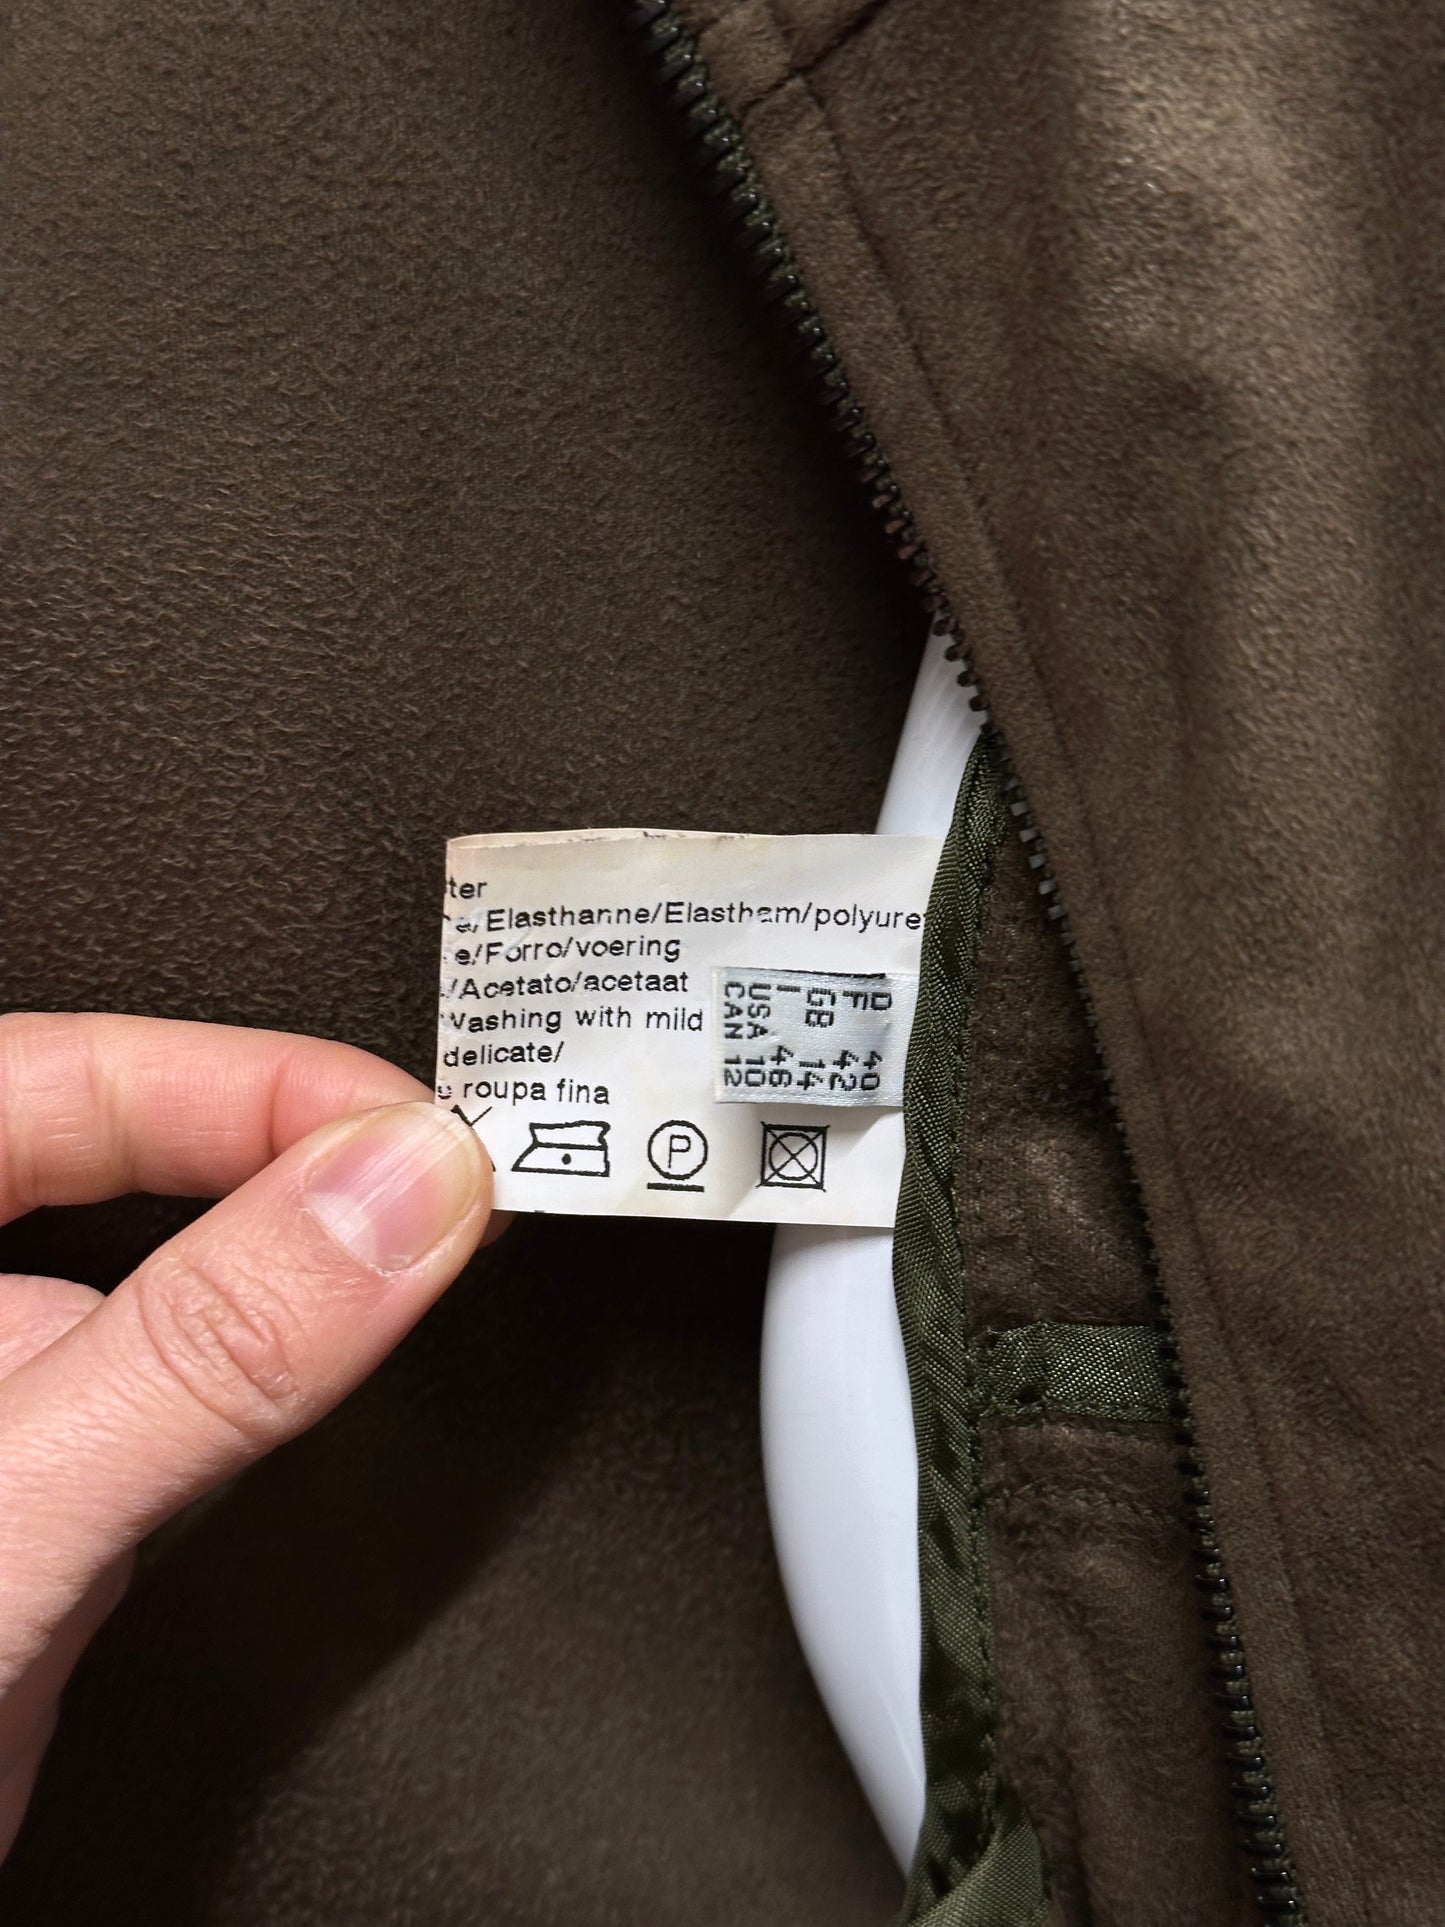 ter
Elasthanne/Elastham/polyure
e/Forro/voering
/Acetato/acetaat
Washing with mild
delicate/
roupa fina
P
D 40
F 42
GB 14
I 46
USA 10
CAN 12